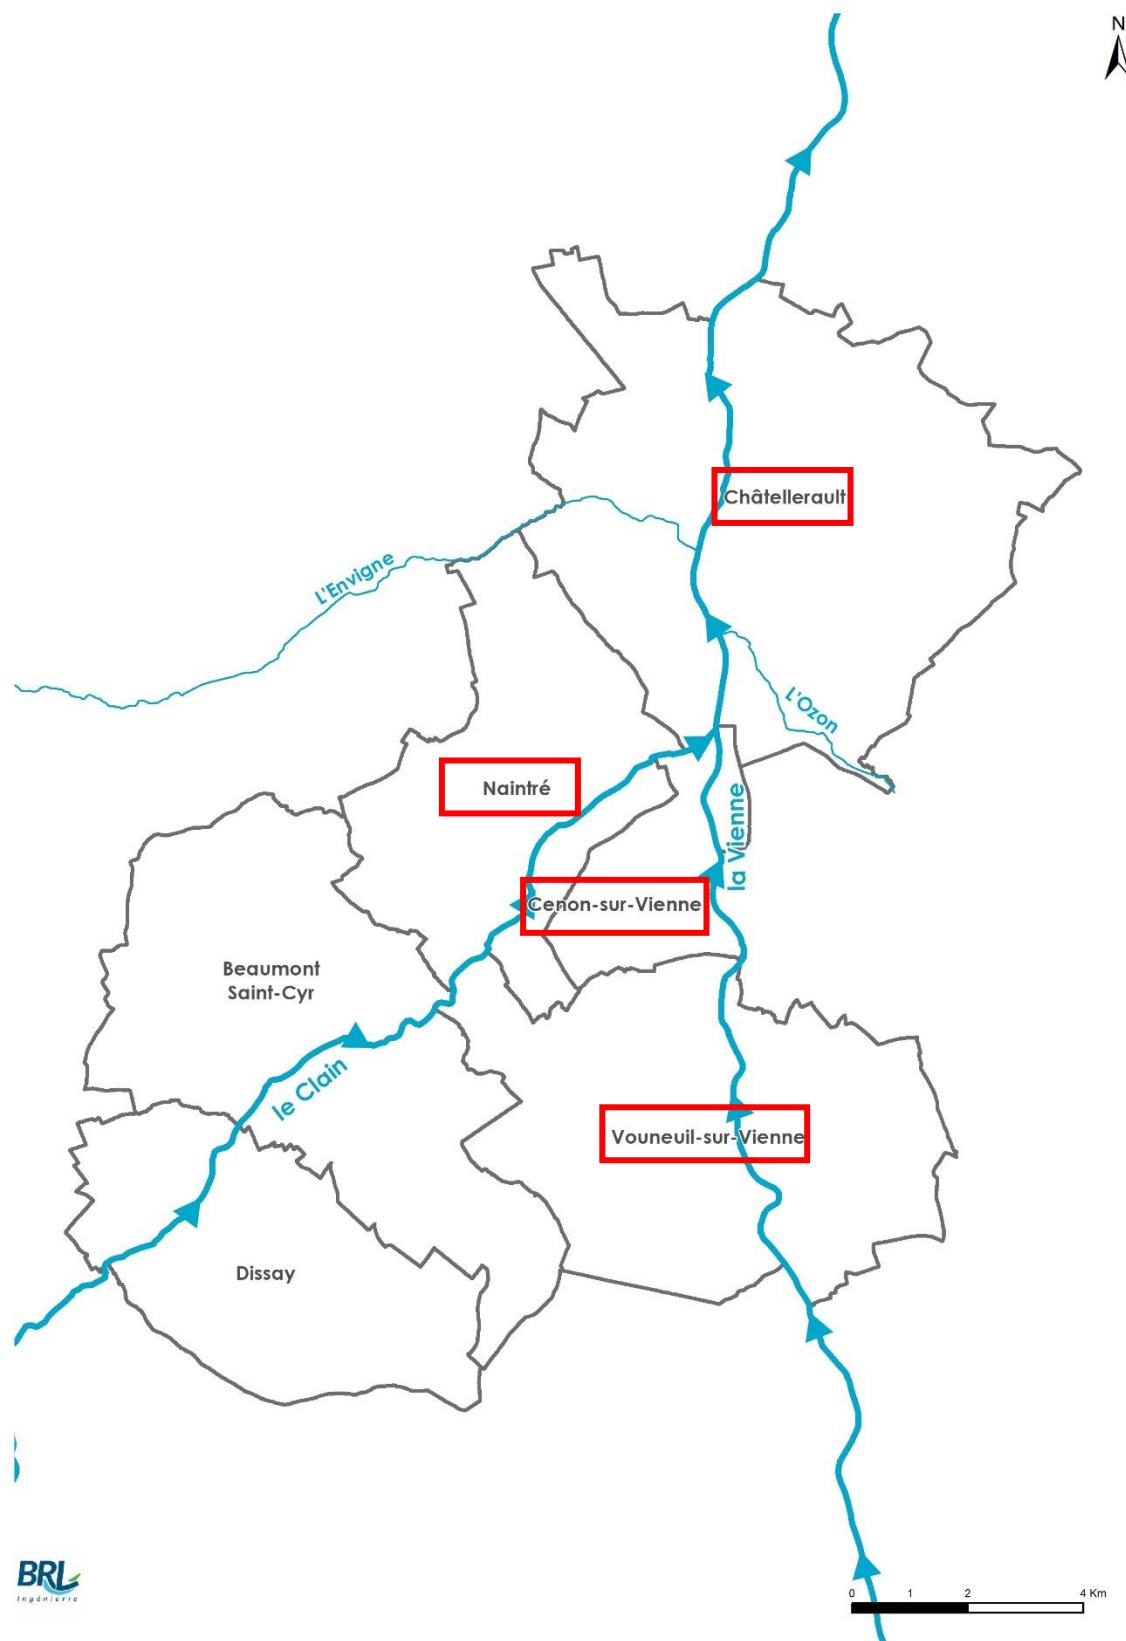 N
Châtellerault
L'Envigne
L'Ozon
Naintré
la Vienne
Cenon-sur-Vienne
Beaumont
Saint-Cyr
le Clain
Vouneuil-sur-Vienne
Dissay
BRL
Ingénierie
0 1 2 4 Km